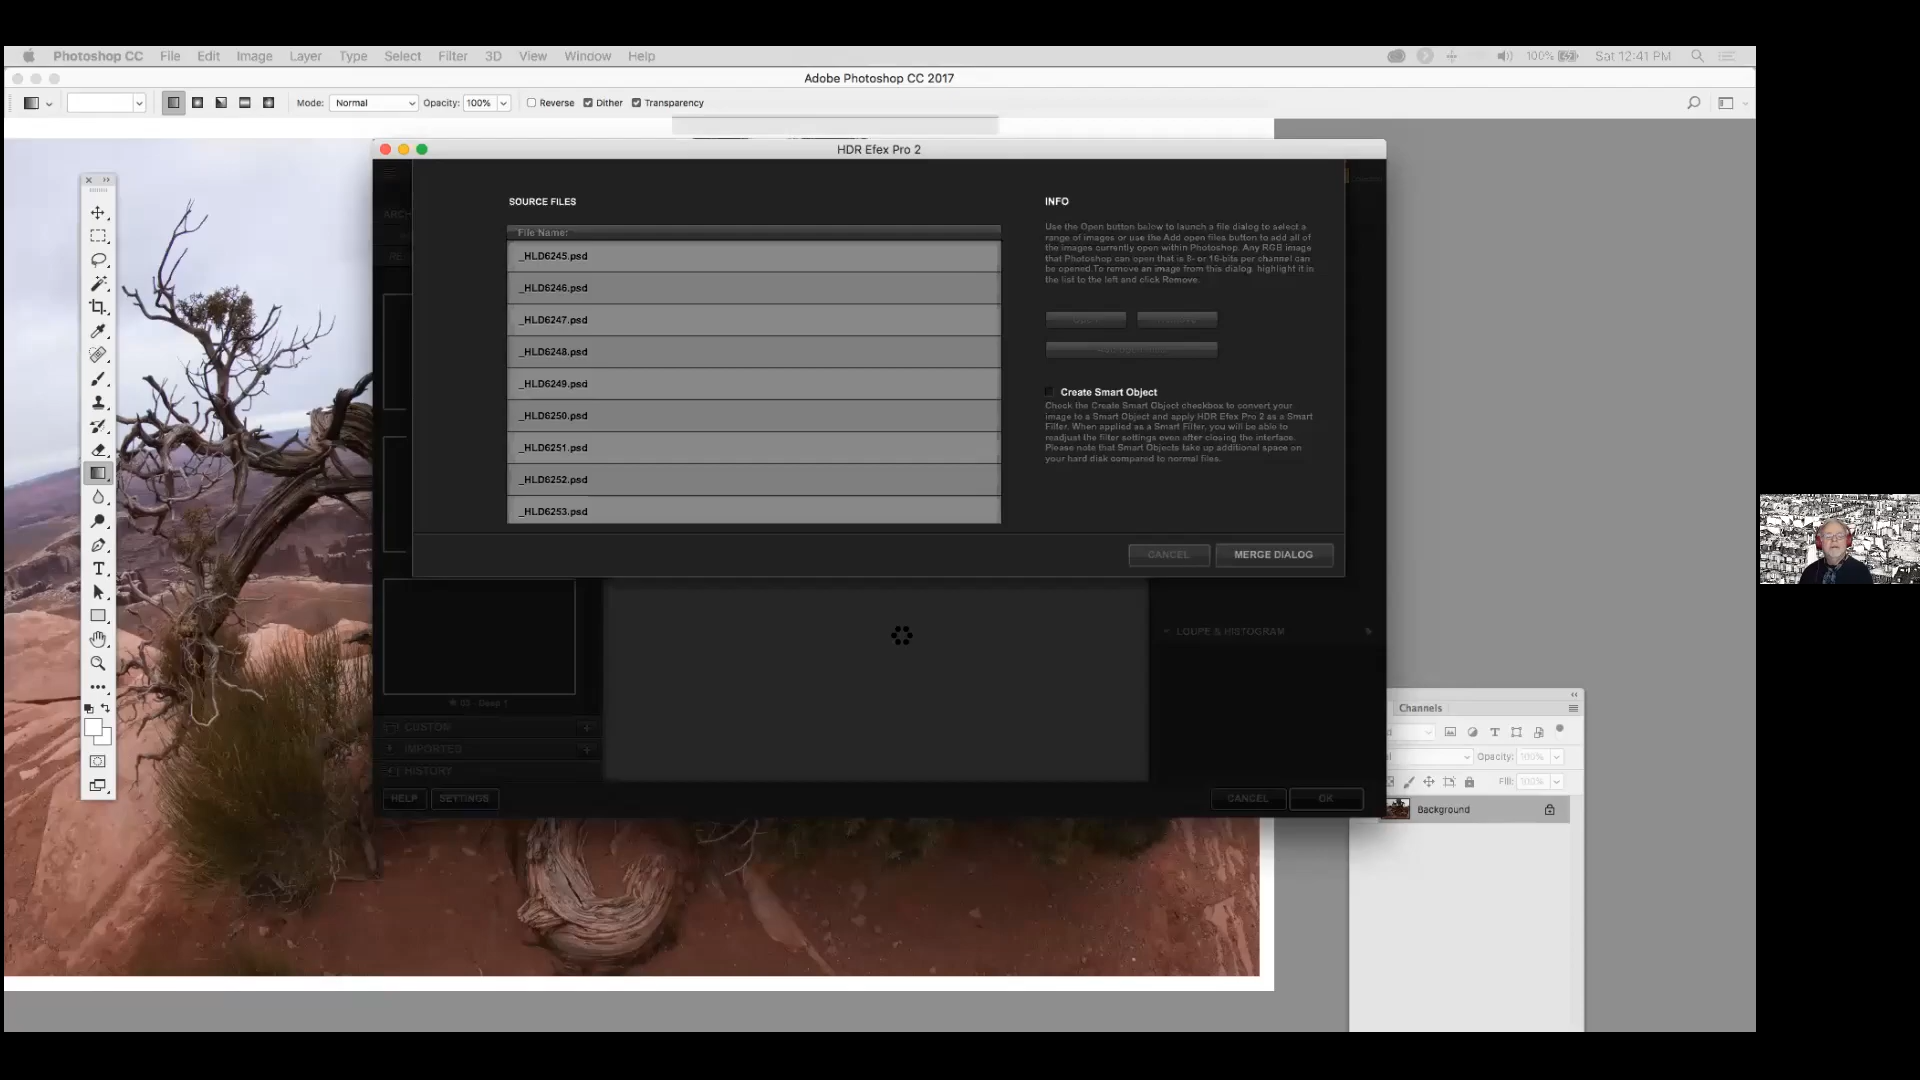 Photoshop CC File Edit Image Layer Type Select Filter 3D View Window Help 100% Sat 12:41 PM
Adobe Photoshop CC 2017
Mode: Normal Opacity: 100% Reverse Dither Transparency
HDR Efex Pro 2
SOURCE FILES
File Name:
_HLD6245.psd
_HLD6246.psd
_HLD6247.psd
_HLD6248.psd
_HLD6249.psd
_HLD6250.psd
_HLD6251.psd
_HLD6252.psd
_HLD6253.psd
INFO
Use the Open button below to launch a file dialog to select a
range of images or use the Add open files button to add all of
the images currently open within Photoshop. Any RGB image
that Photoshop can open that is 8- or 16-bits per channel can
be opened.To remove an image from this dialog, highlight it in
the list to the left and click Remove.
Create Smart Object
Check the Create Smart Object checkbox to convert your
image to a Smart Object and apply HDR Efex Pro 2 as a Smart
Filter. When applied as a Smart Filter, you will be able to
readjust the filter settings even after closing the interface.
Please note that Smart Objects take up additional space on
your hard disk compared to normal files.
CANCEL MERGE DIALOG
LOUPE & HISTOGRAM
Deep 1
CUSTOM
IMPORTED
HISTORY
HELP SETTINGS CANCEL OK
Channels
Opacity: 100%
Fill: 100%
Background